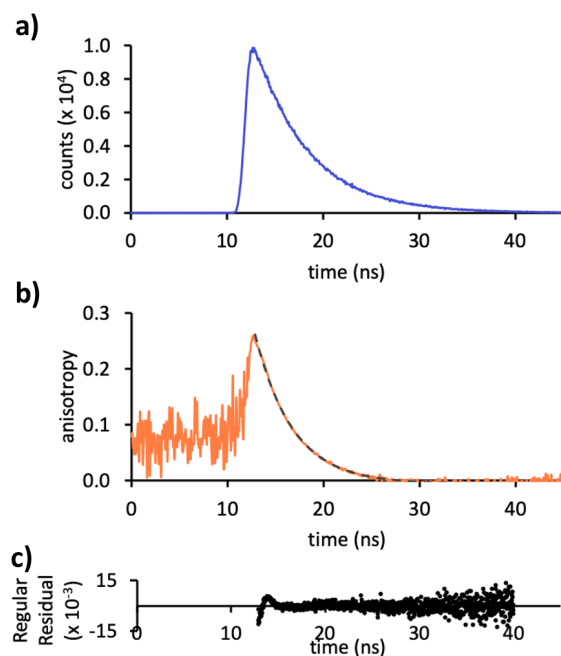 a)
counts (x 10⁴)
1.0
0.8
0.6
0.4
0.2
0.0
0 10 20 30 40
time (ns)
b)
anisotropy
0.3
0.2
0.1
0.0
0 10 20 30 40
time (ns)
c)
Regular
Residual
(x 10⁻³)
15
-15
0 10 20 30 40 50
time (ns)